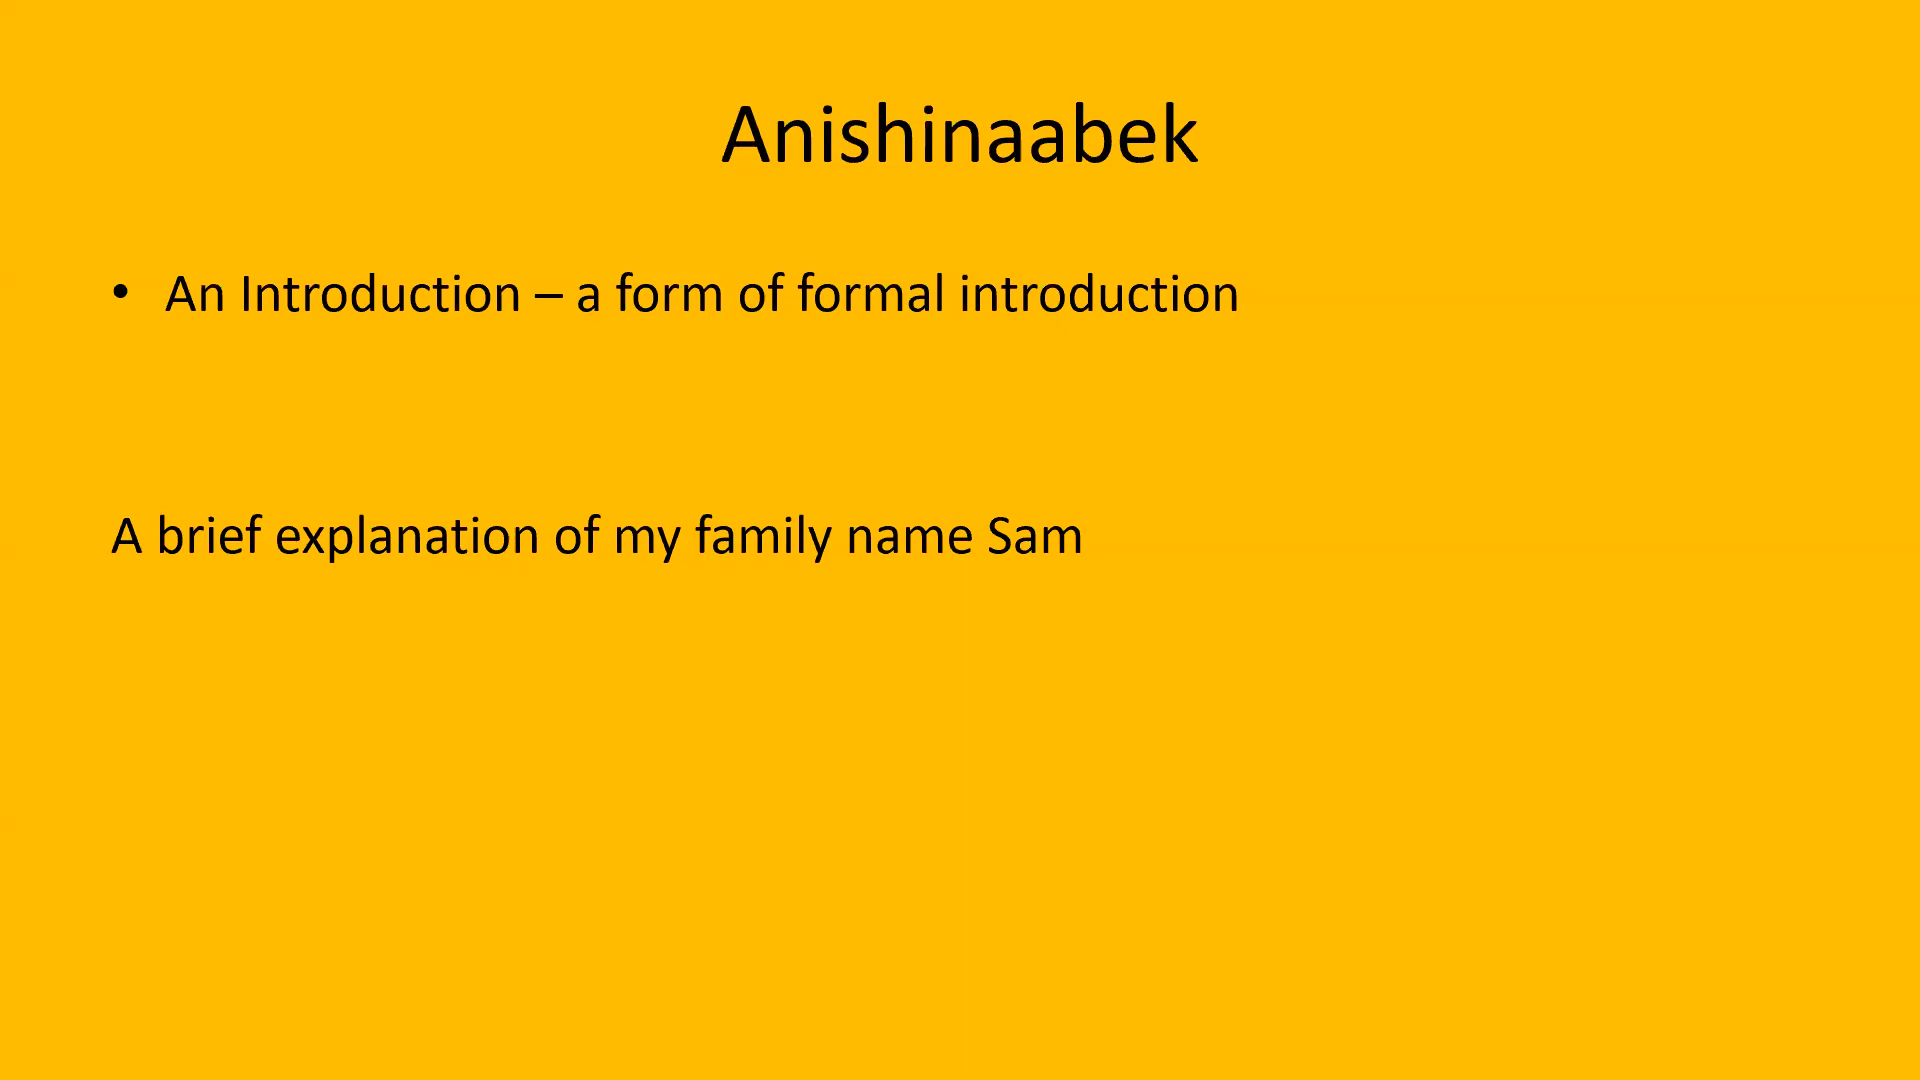 Anishinaabek
• An Introduction – a form of formal introduction
A brief explanation of my family name Sam